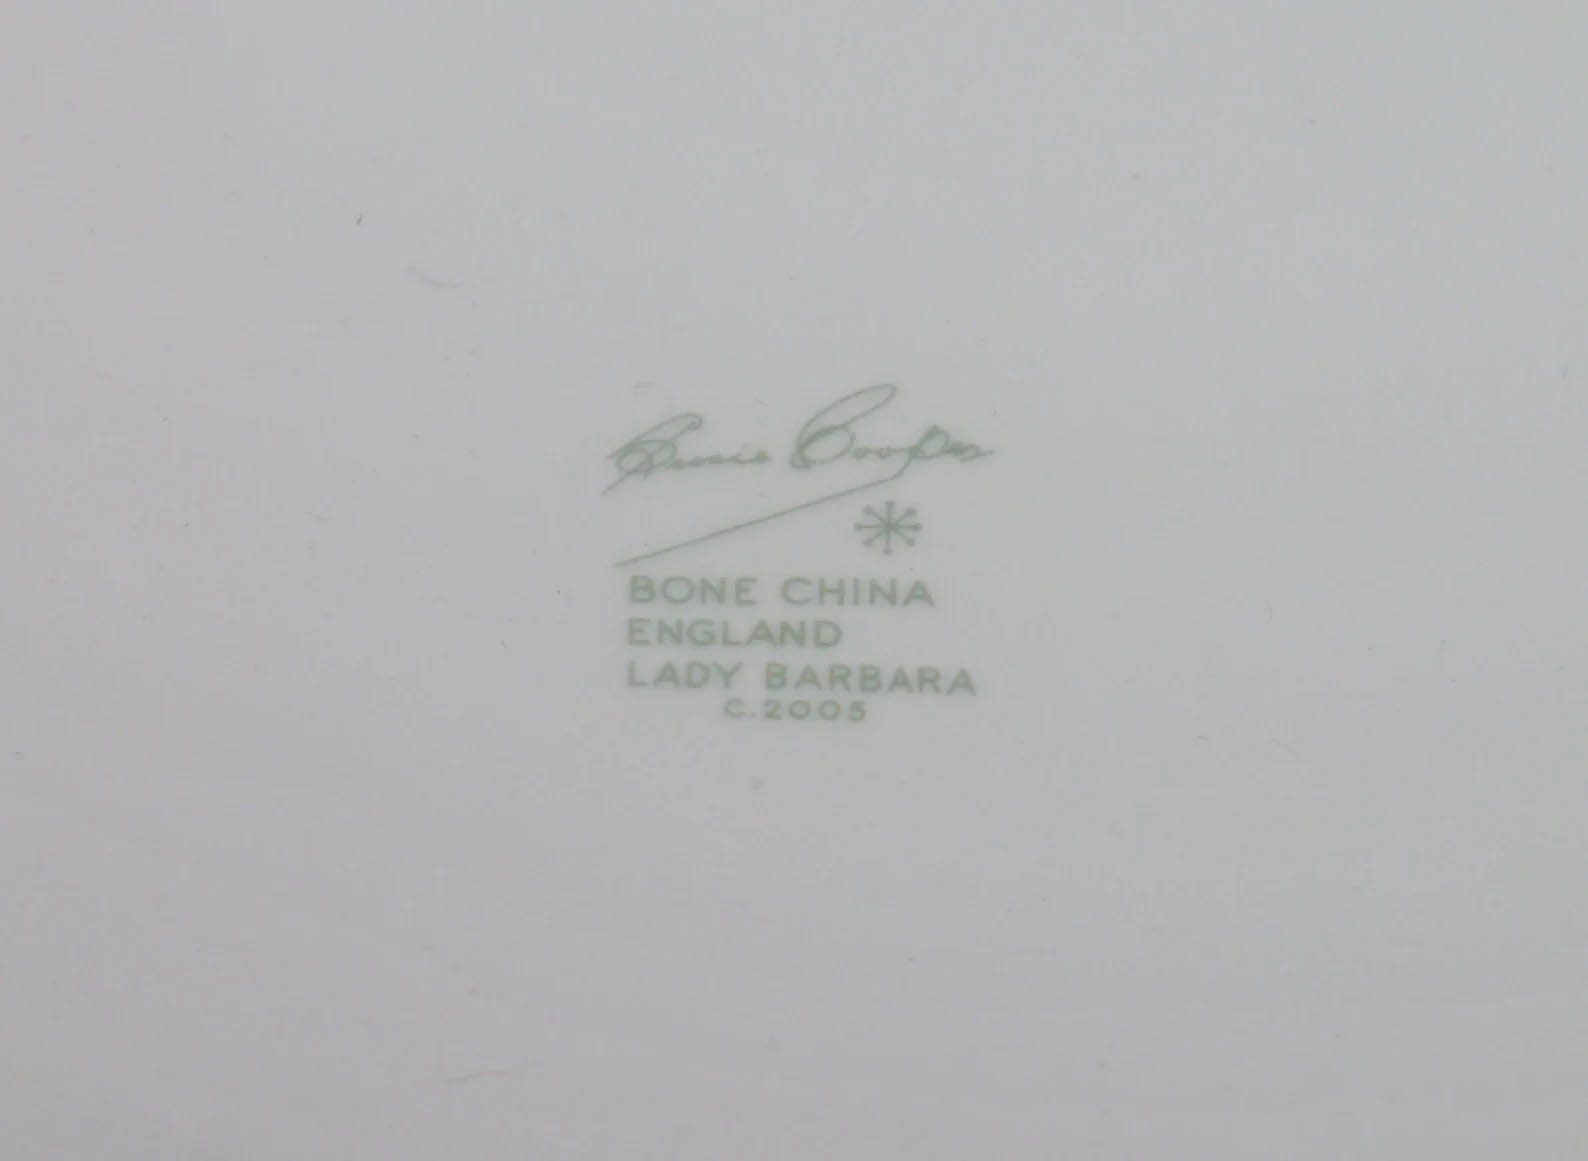 Susie Cooper
BONE CHINA
ENGLAND
LADY BARBARA
C.2005